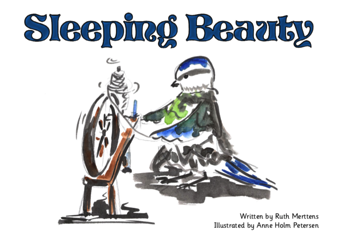 Sleeping Beauty
Written by Ruth Merttens
Illustrated by Anne Holm Petersen